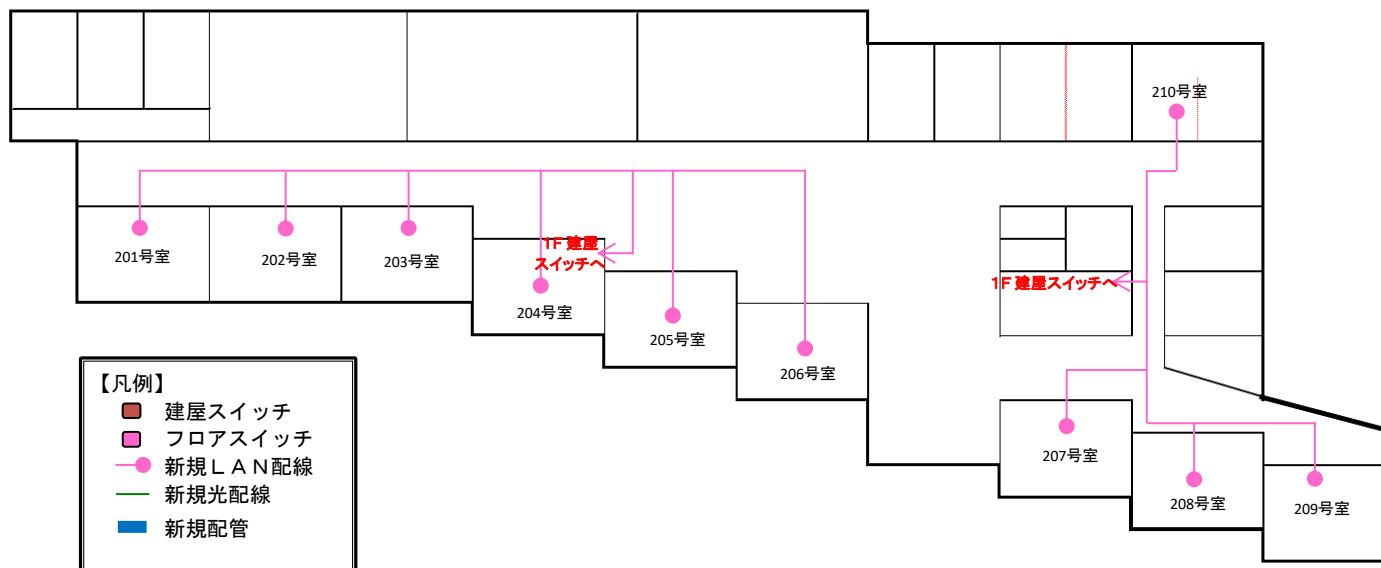 210号室
201号室
202号室
203号室
1F 建屋
スイッチへ
204号室
205号室
206号室
1F 建屋スイッチへ
207号室
208号室
209号室
【凡例】
建屋スイッチ
フロアスイッチ
新規ＬＡＮ配線
新規光配線
新規配管